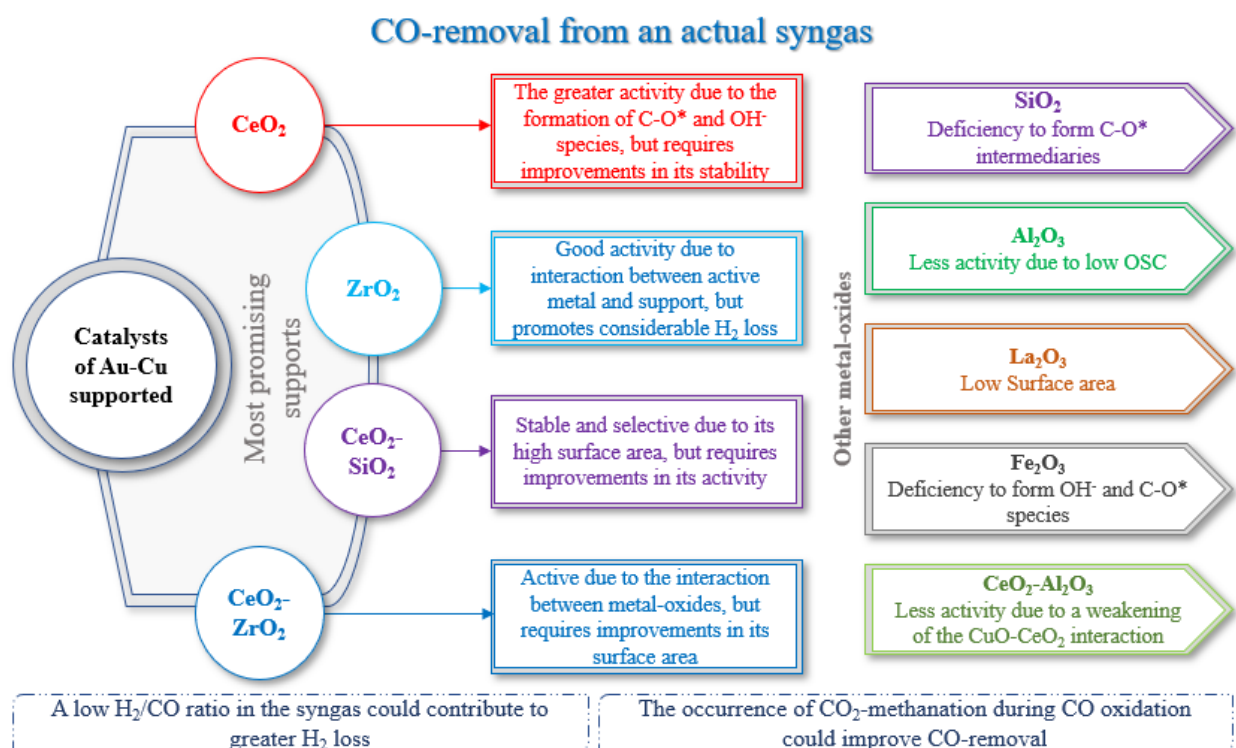 CO-removal from an actual syngas
Catalysts
of Au-Cu
supported
Most promising
supports
CeO₂
The greater activity due to the
formation of C-O* and OH⁻
species, but requires
improvements in its stability
ZrO₂
Good activity due to
interaction between active
metal and support, but
promotes considerable H₂ loss
CeO₂-
SiO₂
Stable and selective due to its
high surface area, but requires
improvements in its activity
CeO₂-
ZrO₂
Active due to the interaction
between metal-oxides, but
requires improvements in its
surface area
Other metal-oxides
SiO₂
Deficiency to form C-O*
intermediaries
Al₂O₃
Less activity due to low OSC
La₂O₃
Low Surface area
Fe₂O₃
Deficiency to form OH⁻ and C-O*
species
CeO₂-Al₂O₃
Less activity due to a weakening
of the CuO-CeO₂ interaction
A low H₂/CO ratio in the syngas could contribute to
greater H₂ loss
The occurrence of CO₂-methanation during CO oxidation
could improve CO-removal